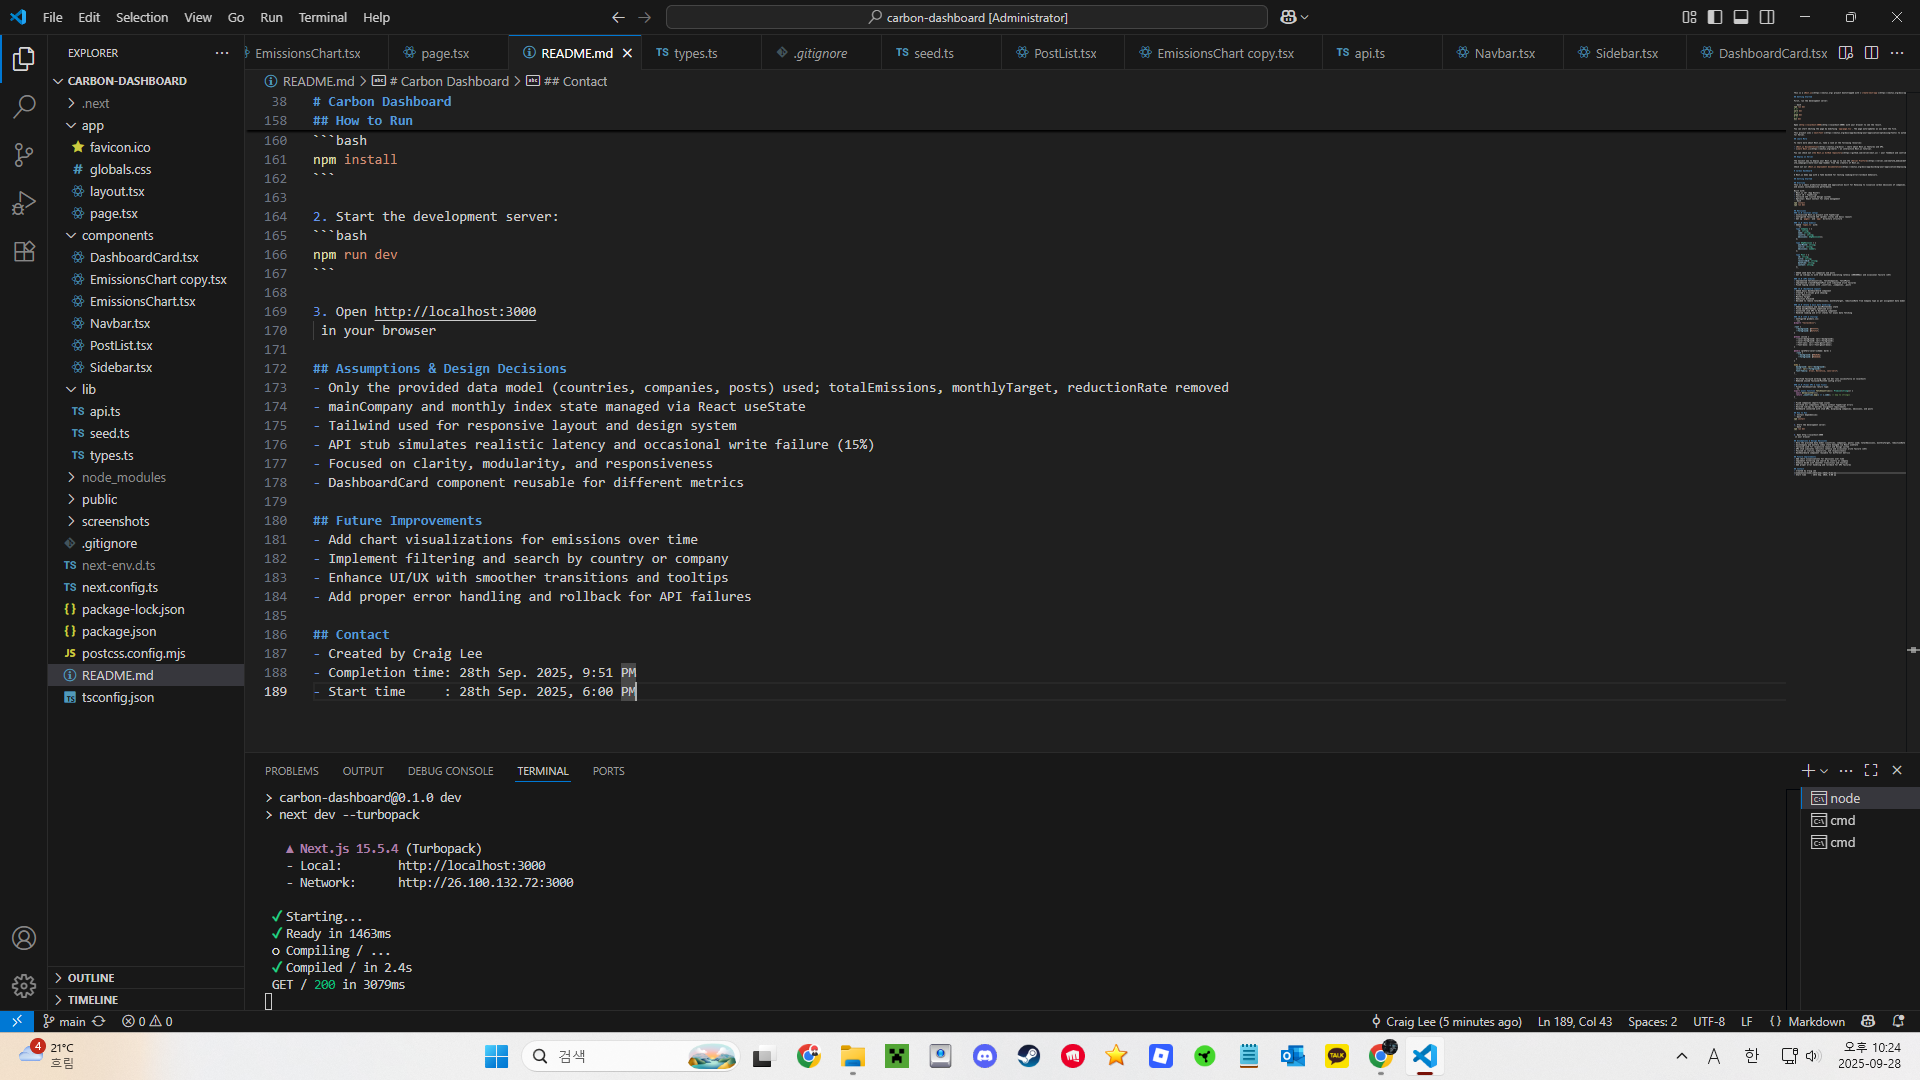 File Edit Selection View Go Run Terminal Help
carbon-dashboard [Administrator]
EXPLORER
EmissionsChart.tsx
page.tsx
README.md
TS types.ts
.gitignore
TS seed.ts
PostList.tsx
EmissionsChart copy.tsx
TS api.ts
Navbar.tsx
Sidebar.tsx
DashboardCard.tsx
README.md > # Carbon Dashboard > ## Contact
CARBON-DASHBOARD
.next
app
favicon.ico
# globals.css
layout.tsx
page.tsx
components
DashboardCard.tsx
EmissionsChart copy.tsx
EmissionsChart.tsx
Navbar.tsx
PostList.tsx
Sidebar.tsx
lib
TS api.ts
TS seed.ts
TS types.ts
node_modules
public
screenshots
.gitignore
TS next-env.d.ts
TS next.config.ts
{} package-lock.json
{} package.json
JS postcss.config.mjs
README.md
TS tsconfig.json
OUTLINE
TIMELINE
38 # Carbon Dashboard
158 ## How to Run
160 ```bash
161 npm install
162 ```
163
164 2. Start the development server:
165 ```bash
166 npm run dev
167 ```
168
169 3. Open http://localhost:3000
170 in your browser
171
172 ## Assumptions & Design Decisions
173 - Only the provided data model (countries, companies, posts) used; totalEmissions, monthlyTarget, reductionRate removed
174 - mainCompany and monthly index state managed via React useState
175 - Tailwind used for responsive layout and design system
176 - API stub simulates realistic latency and occasional write failure (15%)
177 - Focused on clarity, modularity, and responsiveness
178 - DashboardCard component reusable for different metrics
179
180 ## Future Improvements
181 - Add chart visualizations for emissions over time
182 - Implement filtering and search by country or company
183 - Enhance UI/UX with smoother transitions and tooltips
184 - Add proper error handling and rollback for API failures
185
186 ## Contact
187 - Created by Craig Lee
188 - Completion time: 28th Sep. 2025, 9:51 PM
189 - Start time     : 28th Sep. 2025, 6:00 PM
PROBLEMS OUTPUT DEBUG CONSOLE TERMINAL PORTS
> carbon-dashboard@0.1.0 dev
> next dev --turbopack
▲ Next.js 15.5.4 (Turbopack)
- Local:        http://localhost:3000
- Network:      http://26.100.132.72:3000
✓ Starting...
✓ Ready in 1463ms
○ Compiling / ...
✓ Compiled / in 2.4s
GET / 200 in 3079ms
node
cmd
cmd
main
0 0
Craig Lee (5 minutes ago)
Ln 189, Col 43
Spaces: 2
UTF-8
LF
{} Markdown
4
21°C
흐림
검색
TALK
A
한
오후 10:24
2025-09-28